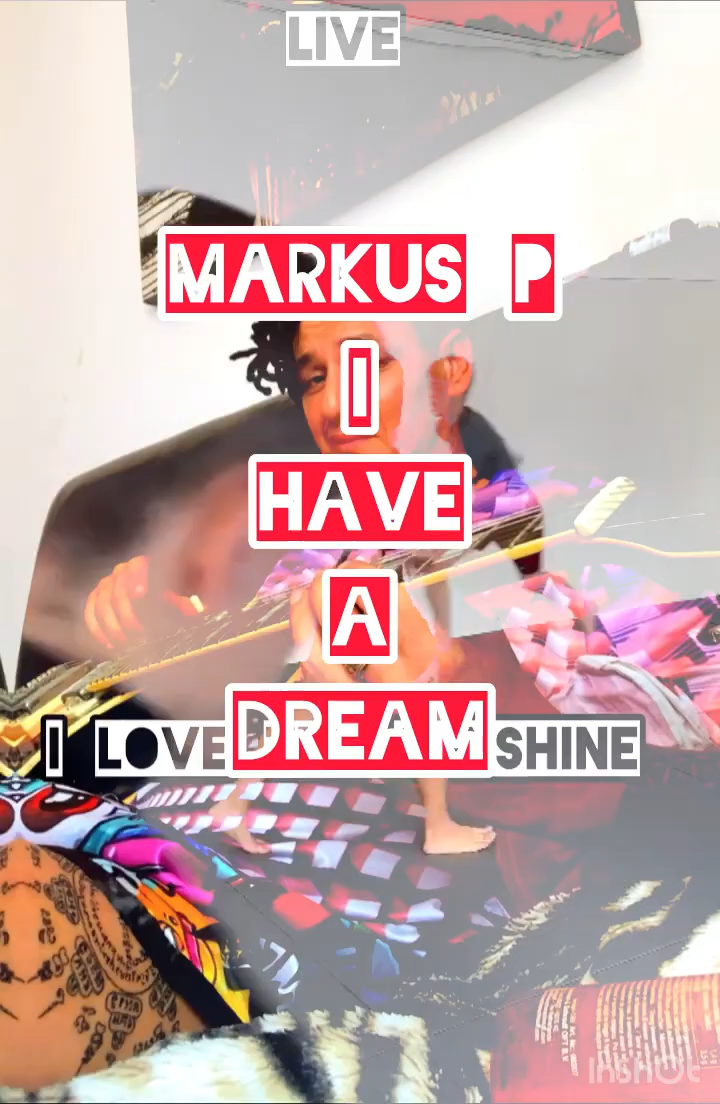 LIVE
MARKUS P
I
HAVE
A
DREAM
I LOVE SHINE
INSHOT